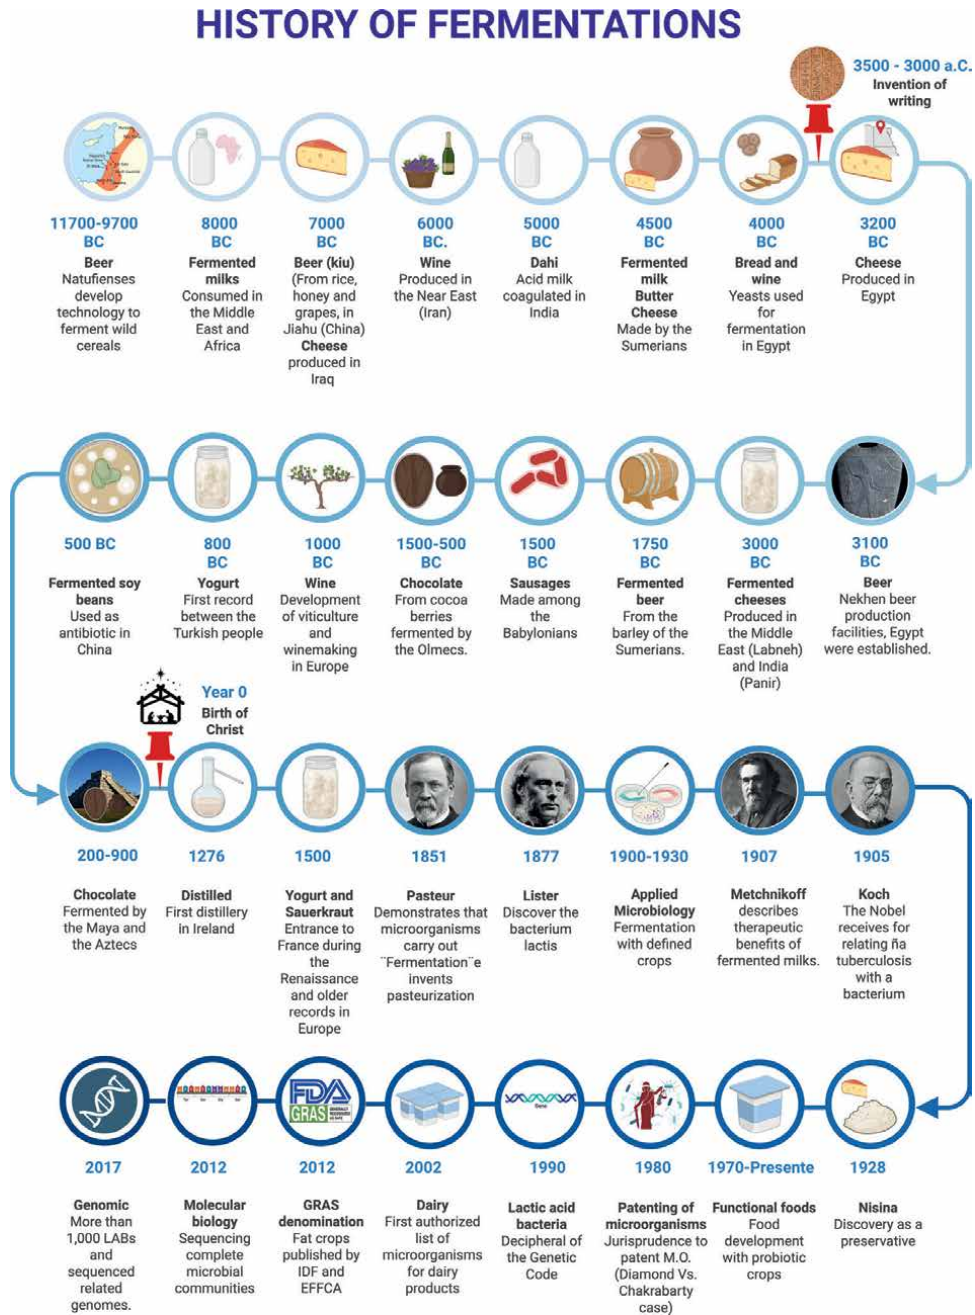 HISTORY OF FERMENTATIONS
3500 - 3000 a.C.
Invention of
writing
11700-9700
BC
Beer
Natufienses
develop
technology to
ferment wild
cereals
8000
BC
Fermented
milks
Consumed in
the Middle
East and
Africa
7000
BC
Beer (kiu)
(From rice,
honey and
grapes, in
Jiahu (China)
Cheese
produced in
Iraq
6000
BC.
Wine
Produced in
the Near East
(Iran)
5000
BC
Dahi
Acid milk
coagulated in
India
4500
BC
Fermented
milk
Butter
Cheese
Made by the
Sumerians
4000
BC
Bread and
wine
Yeasts used
for
fermentation
in Egypt
3200
BC
Cheese
Produced in
Egypt
500 BC
Fermented soy
beans
Used as
antibiotic in
China
800
BC
Yogurt
First record
between the
Turkish people
1000
BC
Wine
Development
of viticulture
and
winemaking
in Europe
1500-500
BC
Chocolate
From cocoa
berries
fermented by
the Olmecs.
1500
BC
Sausages
Made among
the
Babylonians
1750
BC
Fermented
beer
From the
barley of the
Sumerians.
3000
BC
Fermented
cheeses
Produced in
the Middle
East (Labneh)
and India
(Panir)
3100
BC
Beer
Nekhen beer
production
facilities, Egypt
were established.
Year 0
Birth of
Christ
200-900
Chocolate
Fermented by
the Maya and
the Aztecs
1276
Distilled
First distillery
in Ireland
1500
Yogurt and
Sauerkraut
Entrance to
France during
the
Renaissance
and older
records in
Europe
1851
Pasteur
Demonstrates that
microorganisms
carry out
¨Fermentation¨e
invents
pasteurization
1877
Lister
Discover the
bacterium
lactis
1900-1930
Applied
Microbiology
Fermentation
with defined
crops
1907
Metchnikoff
describes
therapeutic
benefits of
fermented milks.
1905
Koch
The Nobel
receives for
relating ña
tuberculosis
with a
bacterium
FDA
GRAS
GENERALLY
RECOGNIZED
AS SAFE
Gene
2017
Genomic
More than
1,000 LABs
and
sequenced
related
genomes.
2012
Molecular
biology
Sequencing
complete
microbial
communities
2012
GRAS
denomination
Fat crops
published by
IDF and
EFFCA
2002
Dairy
First authorized
list of
microorganisms
for dairy
products
1990
Lactic acid
bacteria
Decipheral of
the Genetic
Code
1980
Patenting of
microorganisms
Jurisprudence to
patent M.O.
(Diamond Vs.
Chakrabarty
case)
1970-Presente
Functional foods
Food
development
with probiotic
crops
1928
Nisina
Discovery as a
preservative